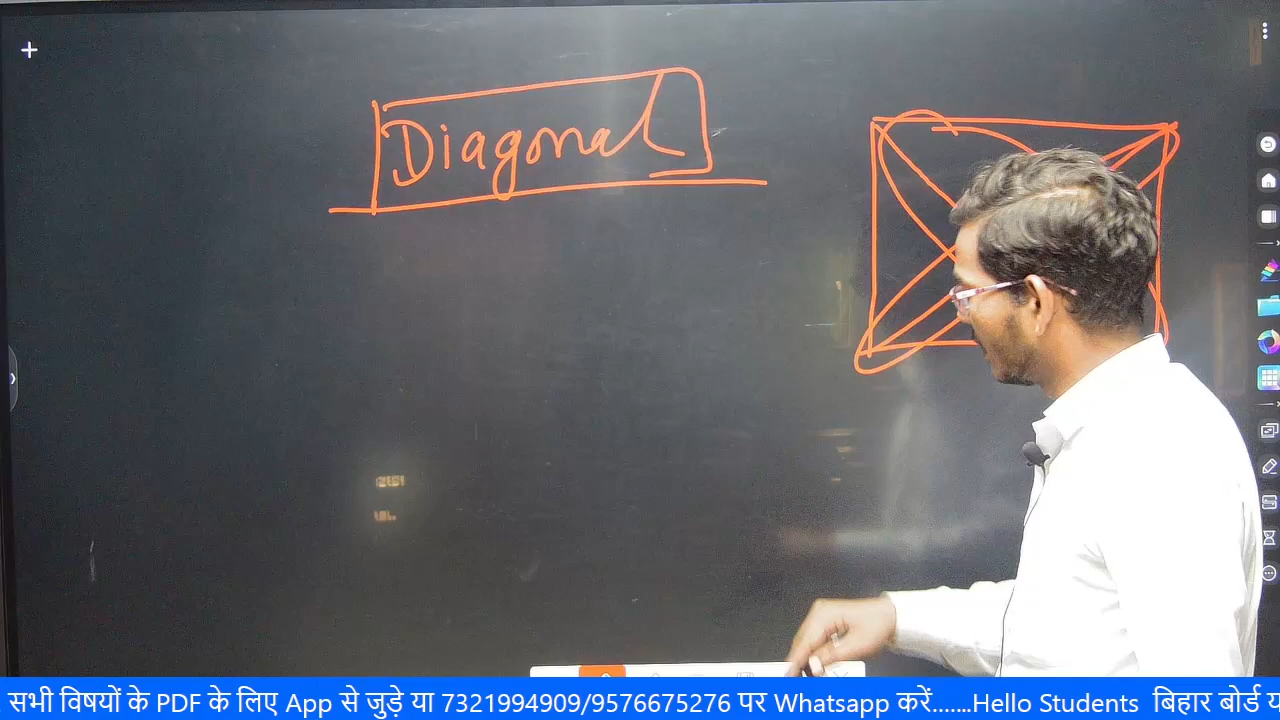 Diagonal
सभी विषयों के PDF के लिए App से जुड़े या 7321994909/9576675276 पर Whatsapp करें.......Hello Students बिहार बोर्ड